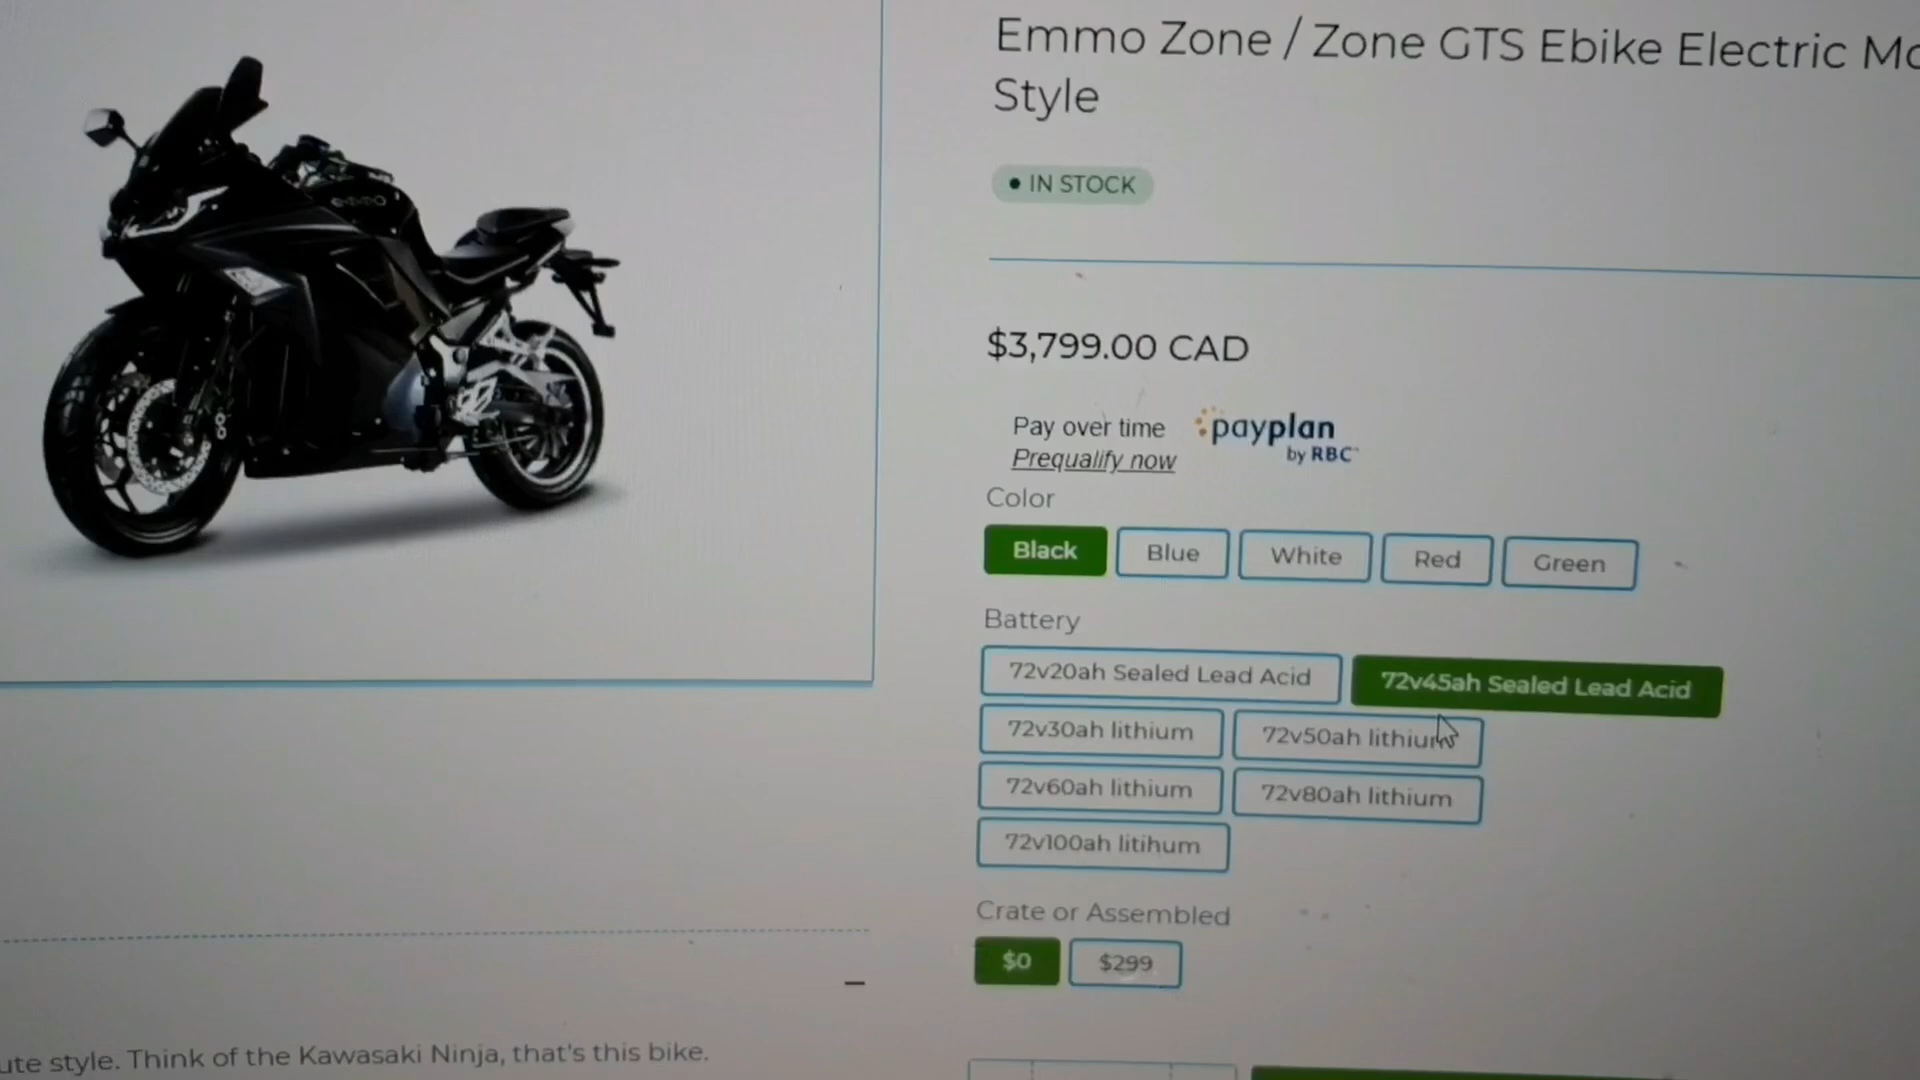 Emmo Zone / Zone GTS Ebike Electric
Style
• IN STOCK
emmo
$3,799.00 CAD
Pay over time
payplan
by RBC
Prequalify now
Color
Black
Blue
White
Red
Green
Battery
72v20ah Sealed Lead Acid
72v45ah Sealed Lead Acid
72v30ah lithium
72v50ah lithium
72v60ah lithium
72v80ah lithium
72v100ah litihum
Crate or Assembled
$0
$299
style. Think of the Kawasaki Ninja, that's this bike.